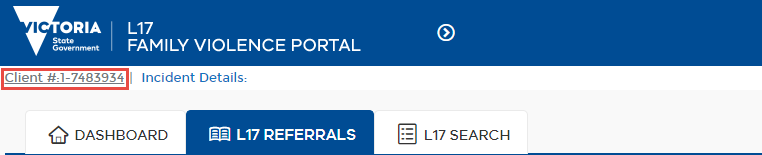 VICTORIA
State
Government
L17
FAMILY VIOLENCE PORTAL
Client #:1-7483934 | Incident Details:
DASHBOARD L17 REFERRALS L17 SEARCH